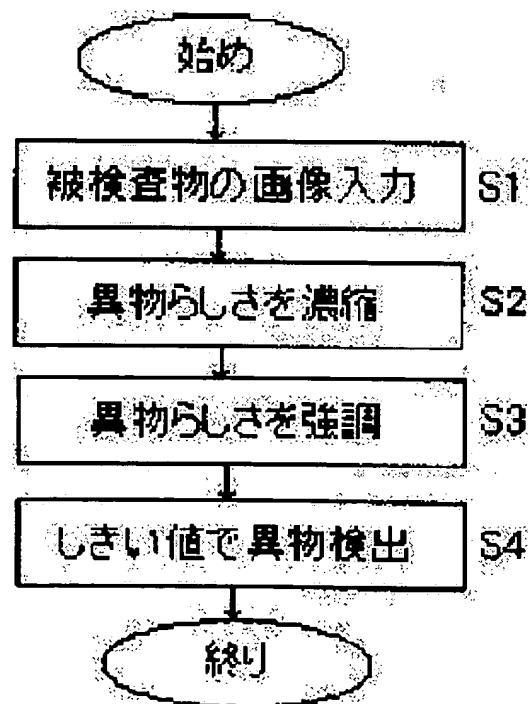 始め
被検査物の画像入力 S1
異物らしさを濃縮 S2
異物らしさを強調 S3
しきい値で異物検出 S4
終り